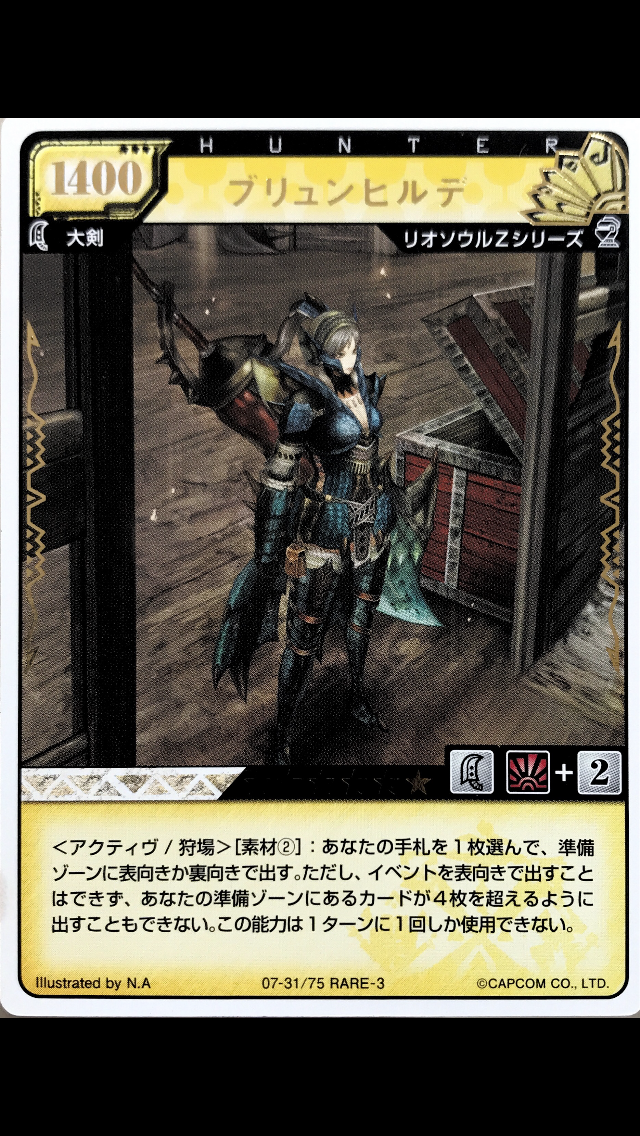 HUNTER
1400
ブリュンヒルデ
大剣
リオソウルZシリーズ
+2
＜アクティヴ / 狩場＞[素材②]：あなたの手札を１枚選んで、準備
ゾーンに表向きか裏向きで出す。ただし、イベントを表向きで出すこと
はできず、あなたの準備ゾーンにあるカードが４枚を超えるように
出すこともできない。この能力は１ターンに１回しか使用できない。
Illustrated by N.A
07-31/75 RARE-3
©CAPCOM CO., LTD.